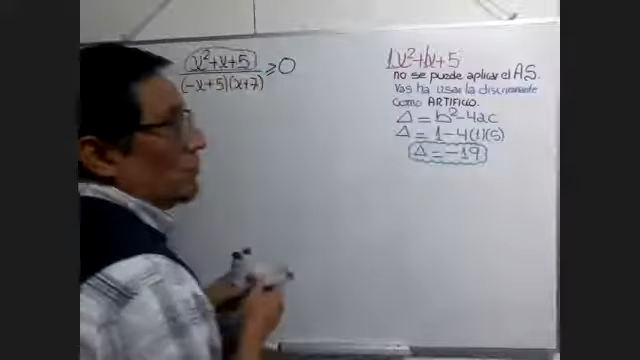 x²+x+5
(-x+5)(x+7) ≥ 0
1x²+1x+5
no se puede aplicar el AS.
Vas ha usar la discriminante
como ARTIFICIO.
Δ = b²-4ac
Δ = 1-4(1)(5)
Δ = -19